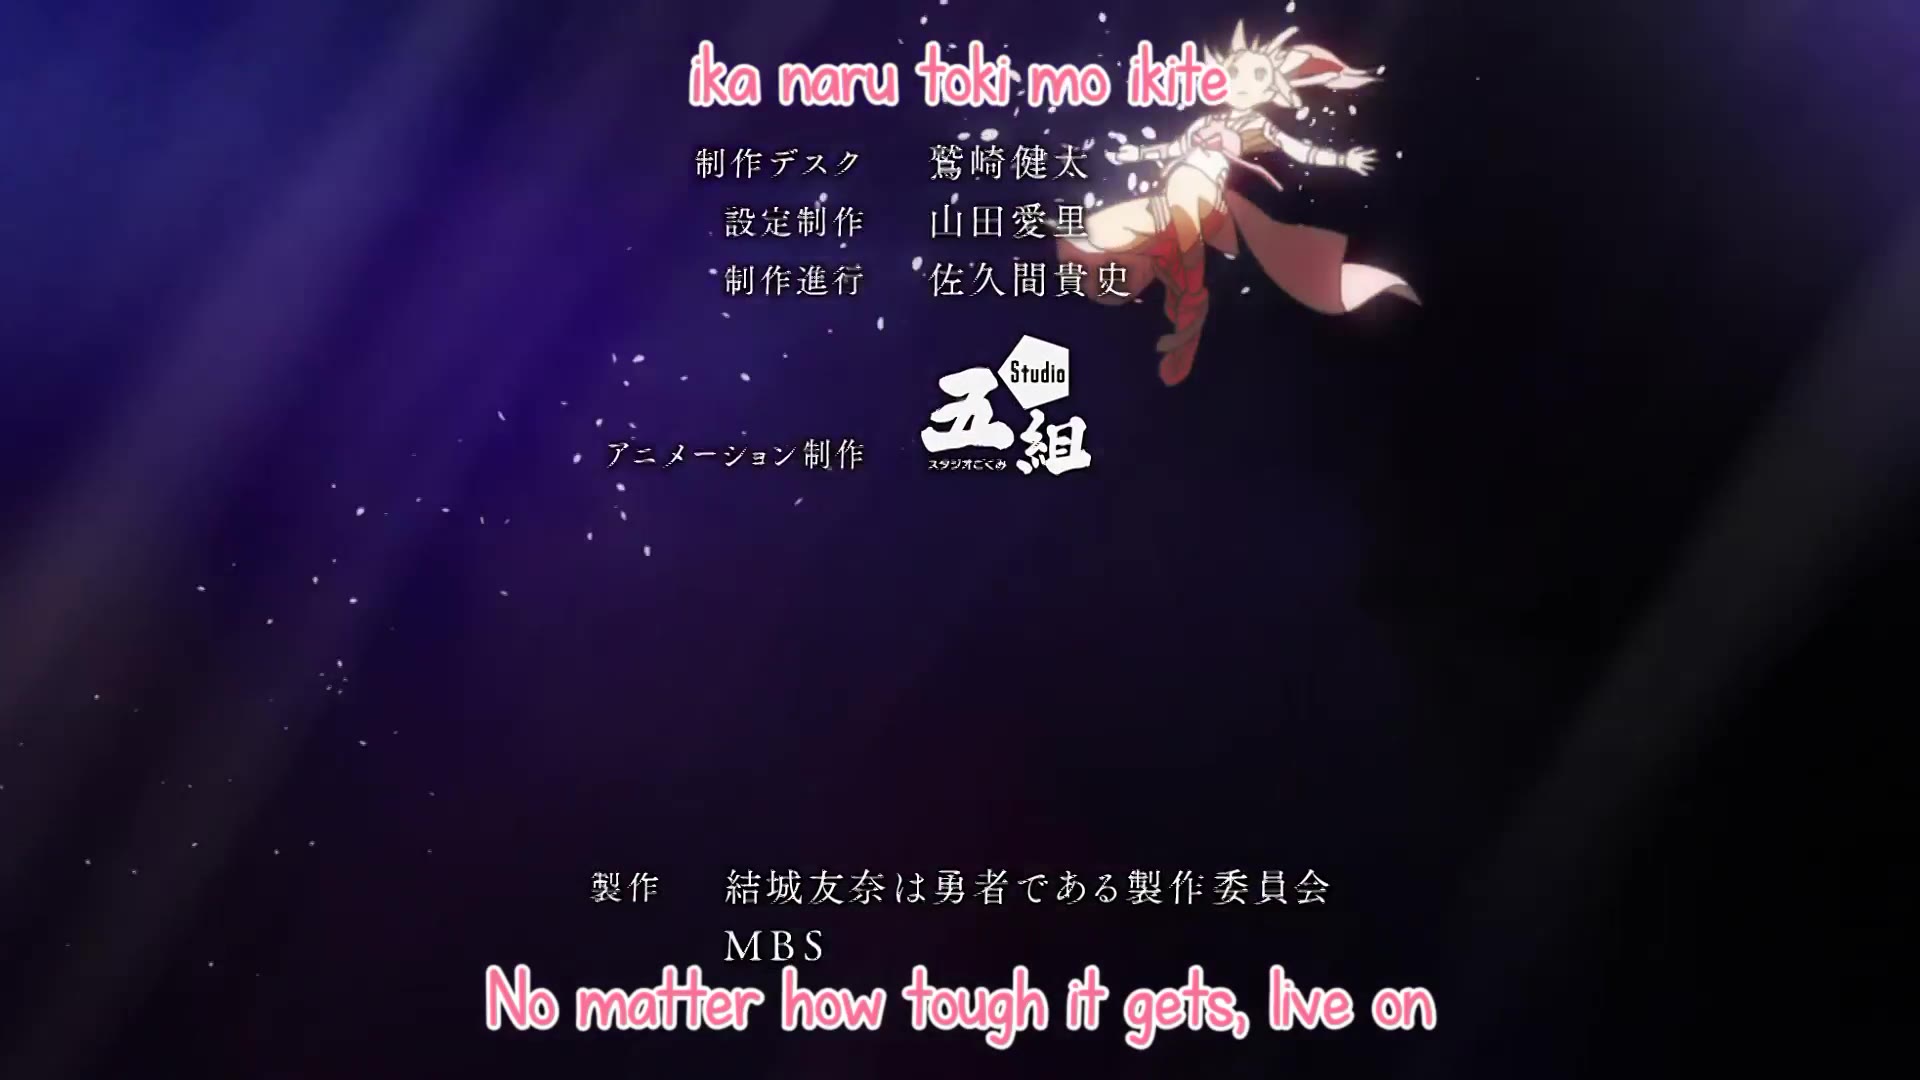 ika naru toki mo ikite
制作デスク 鷲崎健太
設定制作 山田愛里
制作進行 佐久間貴史
アニメーション制作 Studio 五組
スタジオごくみ
製作 結城友奈は勇者である製作委員会
MBS
No matter how tough it gets, live on